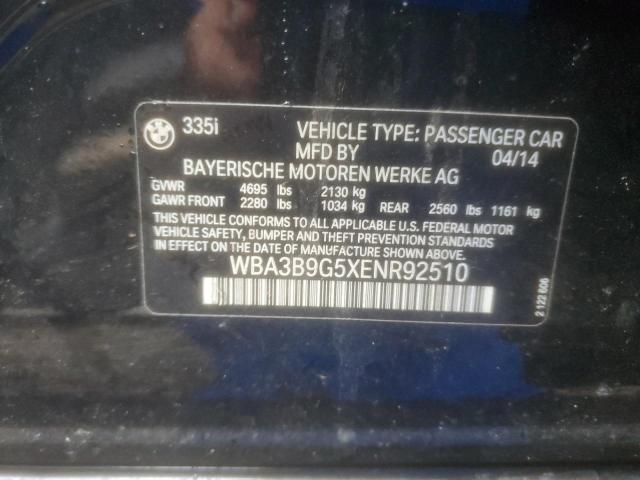 335i VEHICLE TYPE: PASSENGER CAR
MFD BY 04/14
BAYERISCHE MOTOREN WERKE AG
GVWR 4695 lbs 2130 kg
GAWR FRONT 2280 lbs 1034 kg REAR 2560 lbs 1161 kg
THIS VEHICLE CONFORMS TO ALL APPLICABLE U.S. FEDERAL MOTOR
VEHICLE SAFETY, BUMPER AND THEFT PREVENTION STANDARDS
IN EFFECT ON THE DATE OF MANUFACTURE SHOWN ABOVE.
WBA3B9G5XENR92510
2 122 606